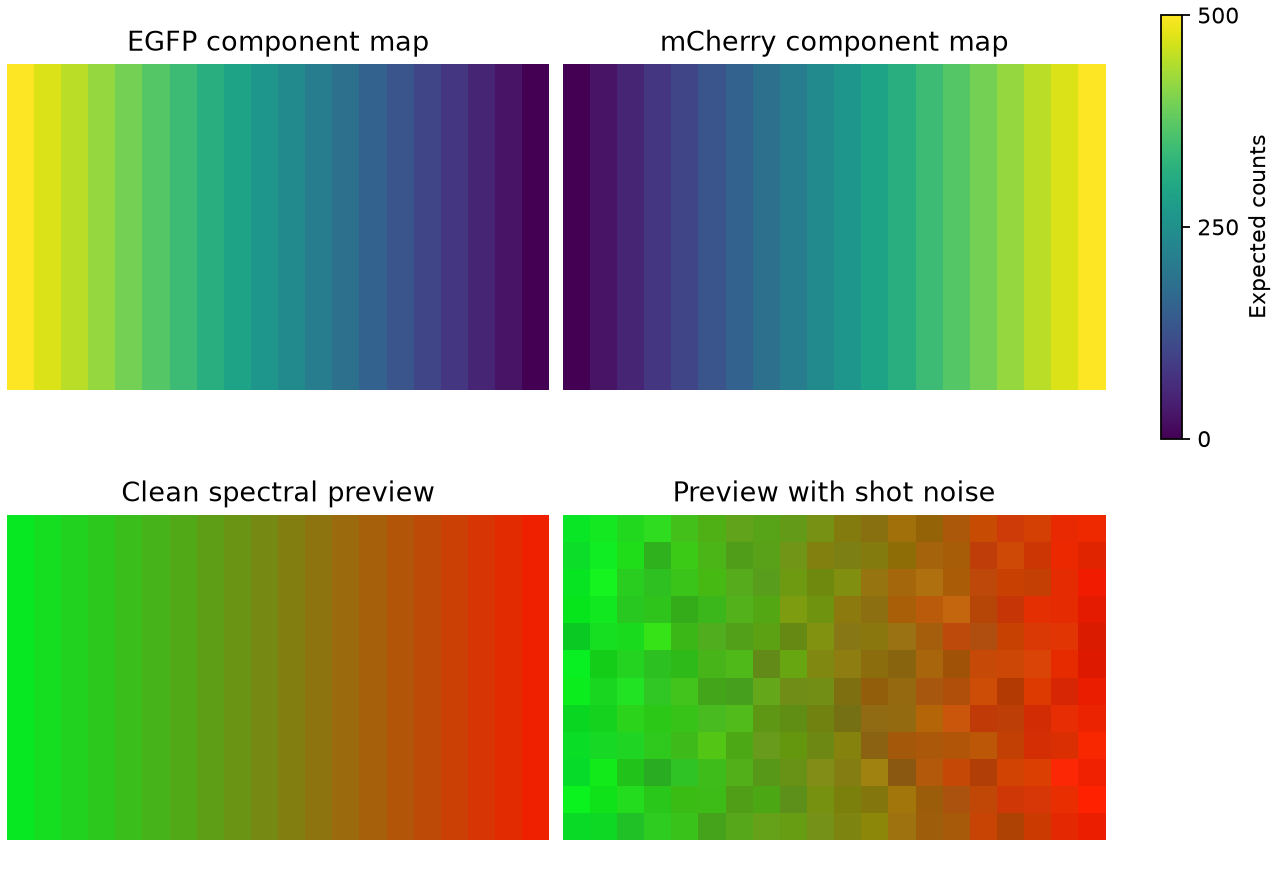 EGFP component map
mCherry component map
500
250
0
Expected counts
Clean spectral preview
Preview with shot noise